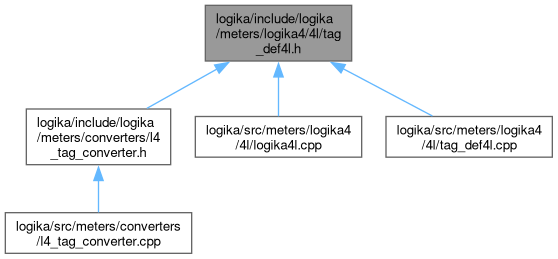 logika/include/logika
/meters/logika4/4l/tag
_def4l.h
logika/include/logika
/meters/converters/l4
_tag_converter.h
logika/src/meters/logika4
/4l/logika4l.cpp
logika/src/meters/logika4
/4l/tag_def4l.cpp
logika/src/meters/converters
/l4_tag_converter.cpp